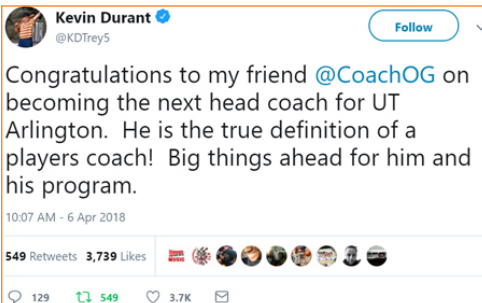 Kevin Durant
Follow
@KDTrey5
Congratulations to my friend @CoachOG on
becoming the next head coach for UT
Arlington.  He is the true definition of a
players coach!  Big things ahead for him and
his program.
10:07 AM - 6 Apr 2018
549 Retweets  3,739 Likes
129  549  3.7K